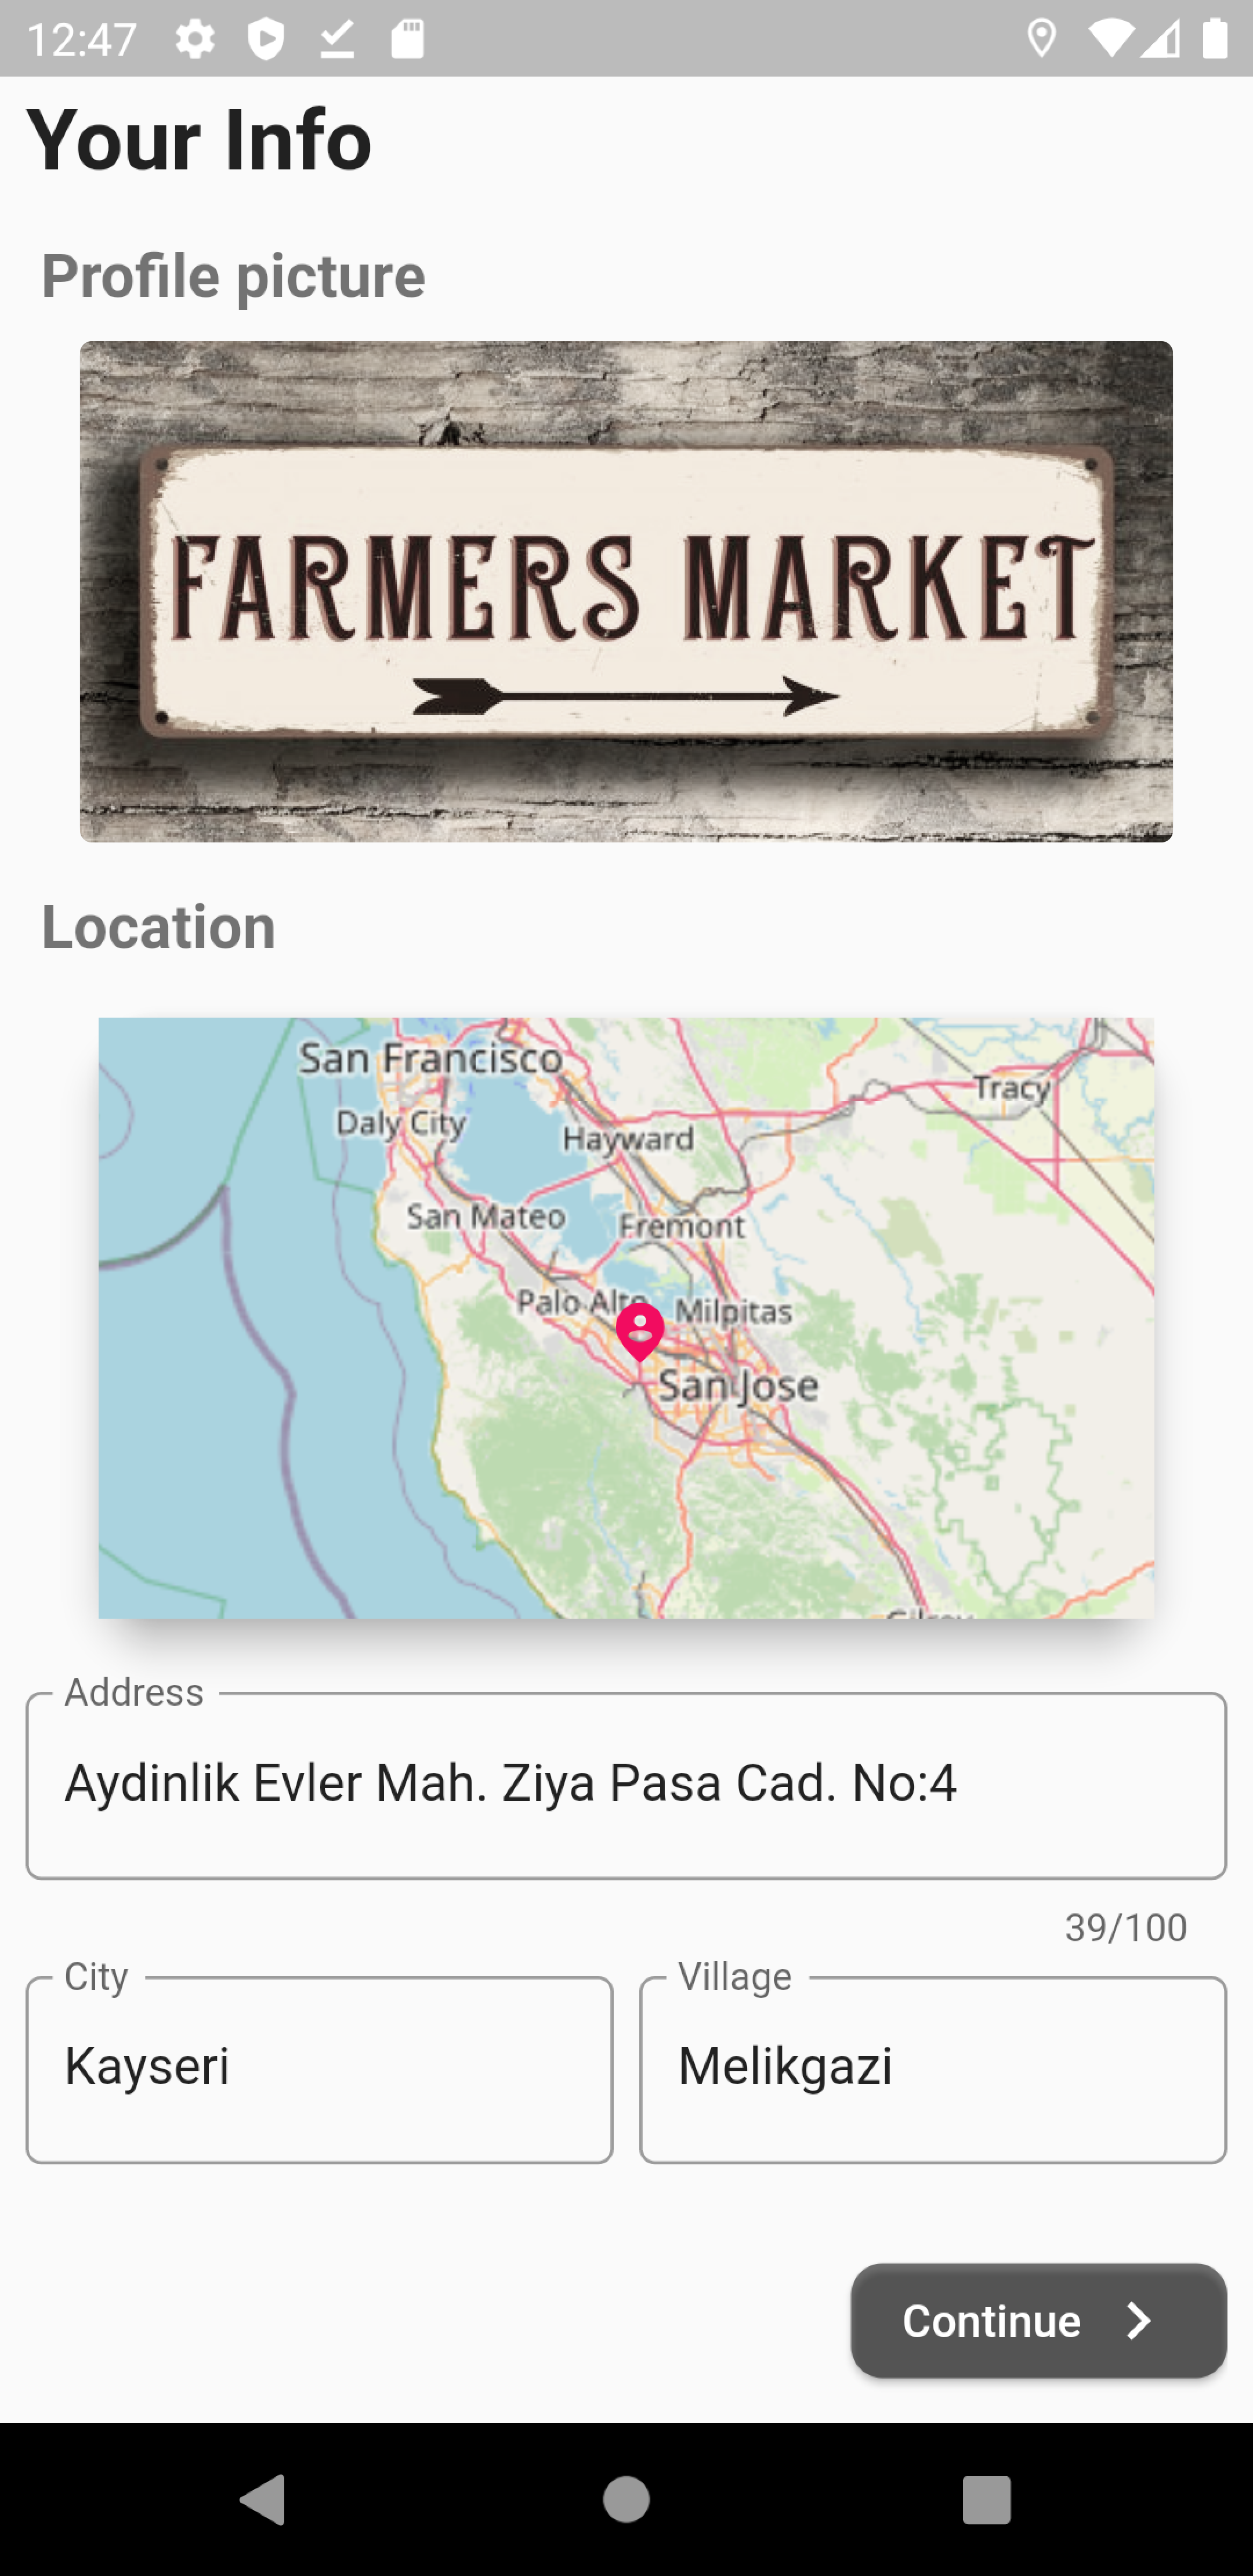 12:47
Your Info
Profile picture
FARMERS MARKET
Location
San Francisco
Tracy
Daly City
Hayward
San Mateo
Fremont
Palo Alto
Milpitas
San Jose
Address
Aydinlik Evler Mah. Ziya Pasa Cad. No:4
39/100
City
Village
Kayseri
Melikgazi
Continue